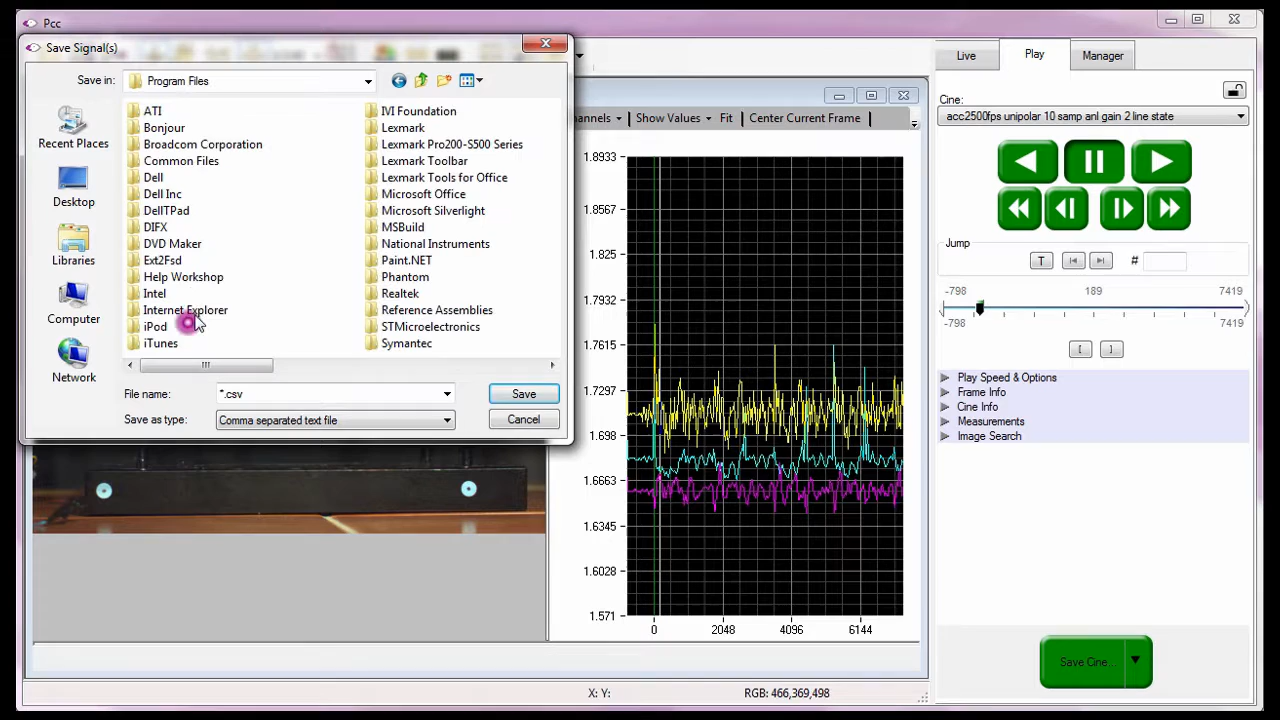 Pcc
Save Signal(s)
Save in: Program Files
Recent Places
Desktop
Libraries
Computer
Network
ATI
Bonjour
Broadcom Corporation
Common Files
Dell
Dell Inc
DellTPad
DIFX
DVD Maker
Ext2Fsd
Help Workshop
Intel
Internet Explorer
iPod
iTunes
IVI Foundation
Lexmark
Lexmark Pro200-S500 Series
Lexmark Toolbar
Lexmark Tools for Office
Microsoft Office
Microsoft Silverlight
MSBuild
National Instruments
Paint.NET
Phantom
Realtek
Reference Assemblies
STMicroelectronics
Symantec
File name: *.csv
Save
Save as type: Comma separated text file
Cancel
annels Show Values Fit Center Current Frame
1.8933
1.8567
1.825
1.7932
1.7615
1.7297
1.698
1.6663
1.6345
1.6028
1.571
0 2048 4096 6144
X: Y: RGB: 466,369,498
Live Play Manager
Cine:
acc2500fps unipolar 10 samp anl gain 2 line state
Jump
T #
-798 189 7419
-798 7419
[ ]
Play Speed & Options
Frame Info
Cine Info
Measurements
Image Search
Save Cine...